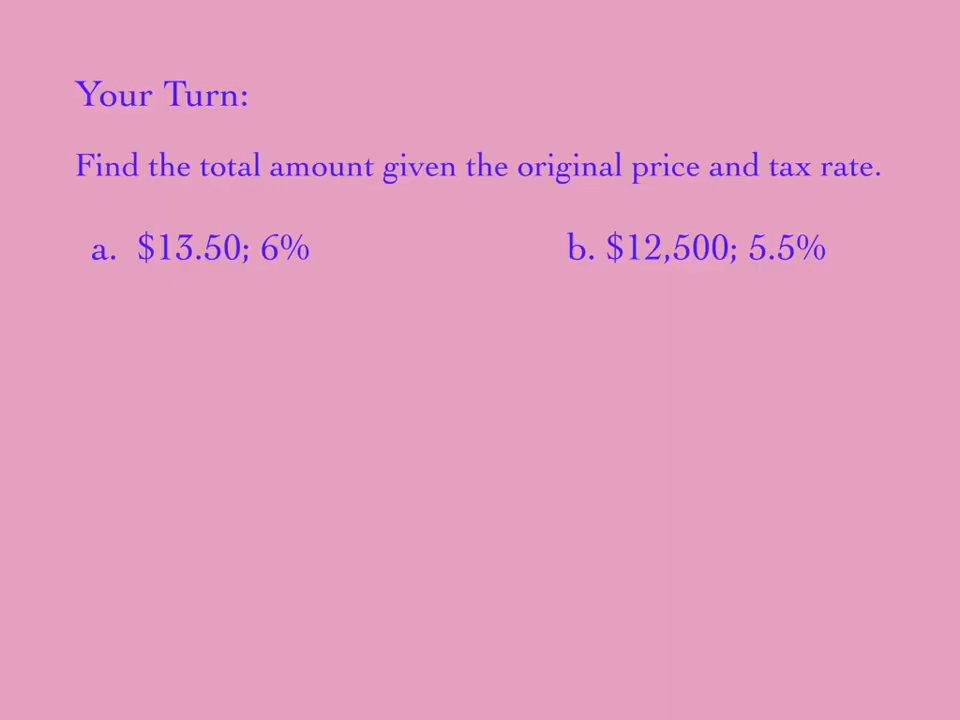 Your Turn:
Find the total amount given the original price and tax rate.
a. $13.50; 6% b. $12,500; 5.5%